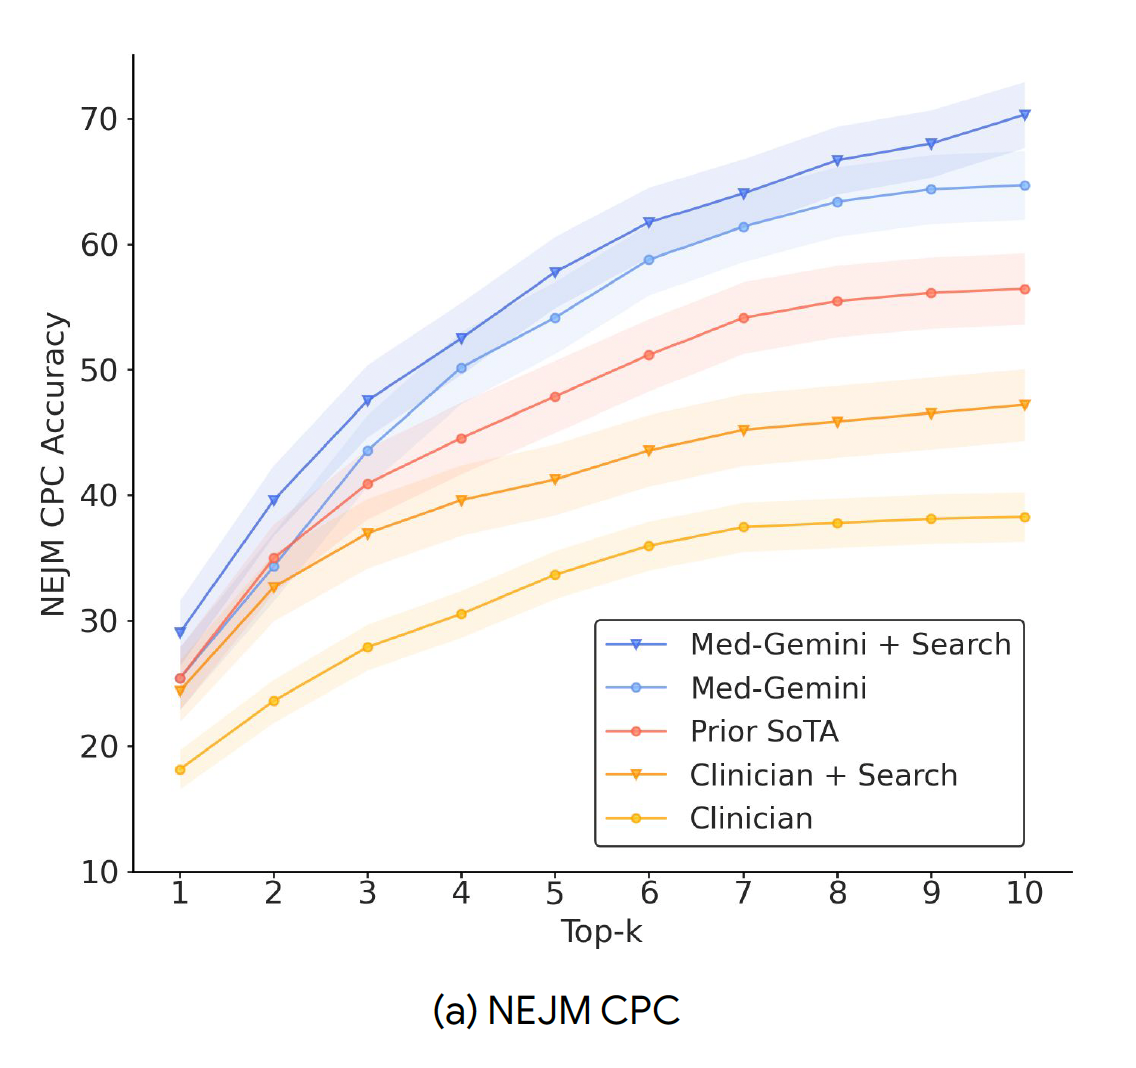 NEJM CPC Accuracy
70
60
50
40
30
20
10
Med-Gemini + Search
Med-Gemini
Prior SoTA
Clinician + Search
Clinician
1 2 3 4 5 6 7 8 9 10
Top-k
(a) NEJM CPC